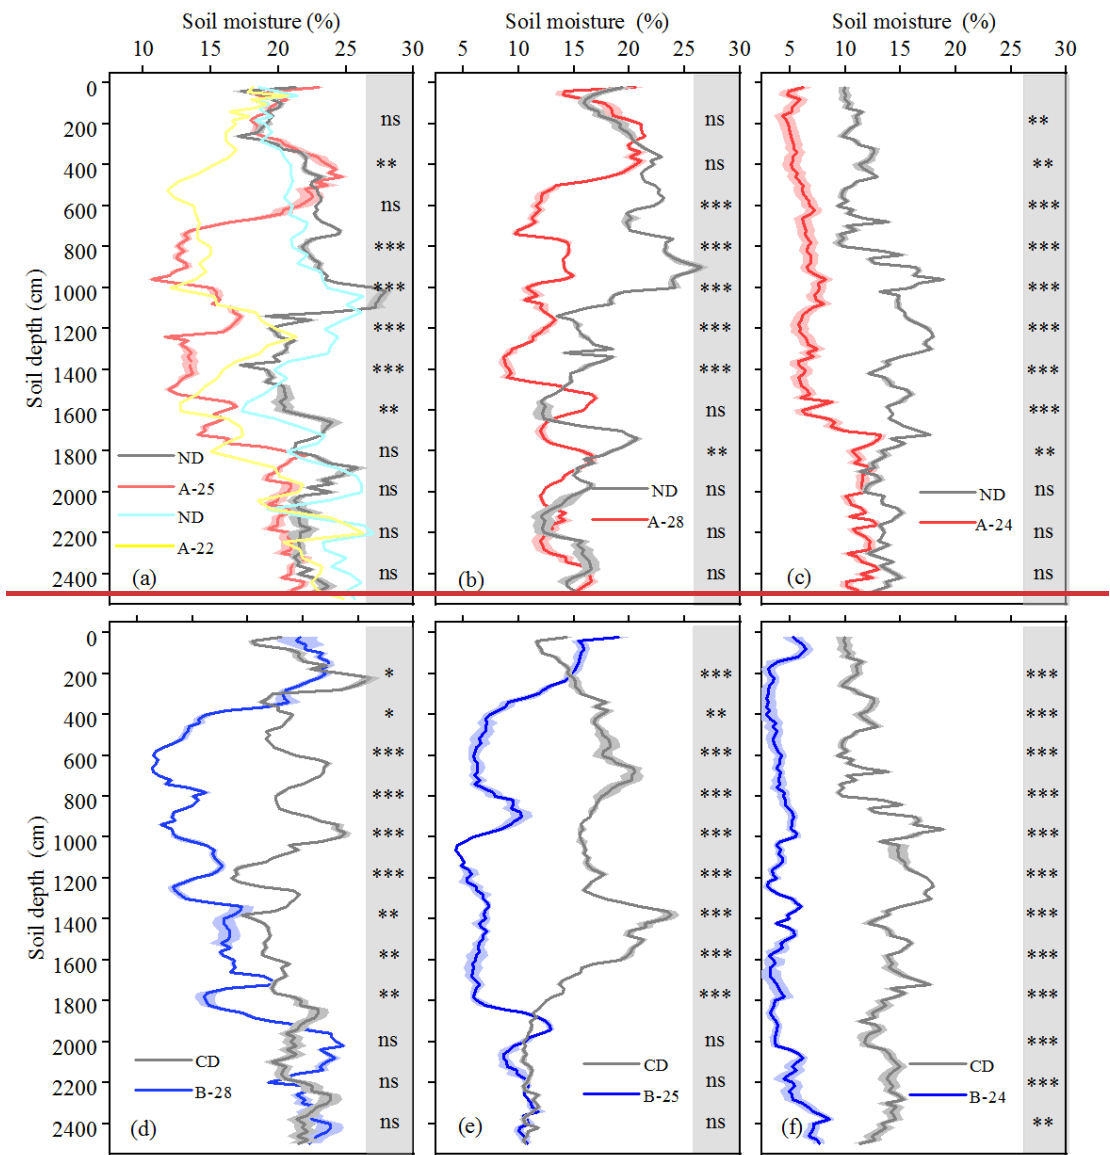 Soil moisture (%)
Soil moisture (%)
Soil moisture (%)
10 15 20 25 30
5 10 15 20 30
5 10 15 20 30
Soil depth (cm)
0
200
400
600
800
1000
1200
1400
1600
1800
2000
2200
2400
ns
**
ns
***
***
***
***
**
ns
ns
ns
ns
ND
A-25
ND
A-22
(a)
ns
ns
***
***
***
***
***
ns
**
ns
ns
ns
ND
A-28
(b)
**
**
***
***
***
***
***
***
**
ns
ns
ns
ND
A-24
(c)
Soil depth (cm)
0
200
400
600
800
1000
1200
1400
1600
1800
2000
2200
2400
*
*
***
***
***
***
**
**
**
ns
ns
ns
CD
B-28
(d)
***
**
***
***
***
***
***
***
***
ns
ns
ns
CD
B-25
(e)
***
***
***
***
***
***
***
***
***
***
***
**
CD
B-24
(f)